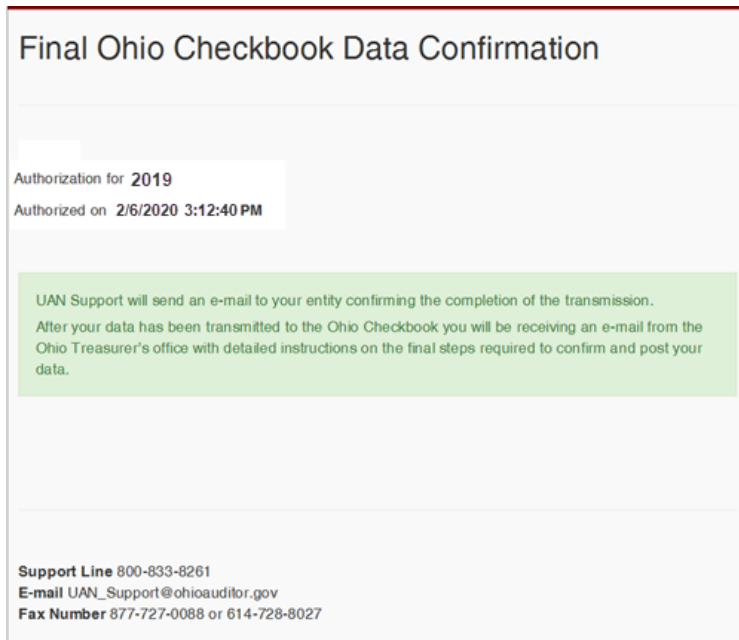 Final Ohio Checkbook Data Confirmation
Authorization for 2019
Authorized on 2/6/2020 3:12:40 PM
UAN Support will send an e-mail to your entity confirming the completion of the transmission.
After your data has been transmitted to the Ohio Checkbook you will be receiving an e-mail from the
Ohio Treasurer's office with detailed instructions on the final steps required to confirm and post your
data.
Support Line 800-833-8261
E-mail UAN_Support@ohioauditor.gov
Fax Number 877-727-0088 or 614-728-8027